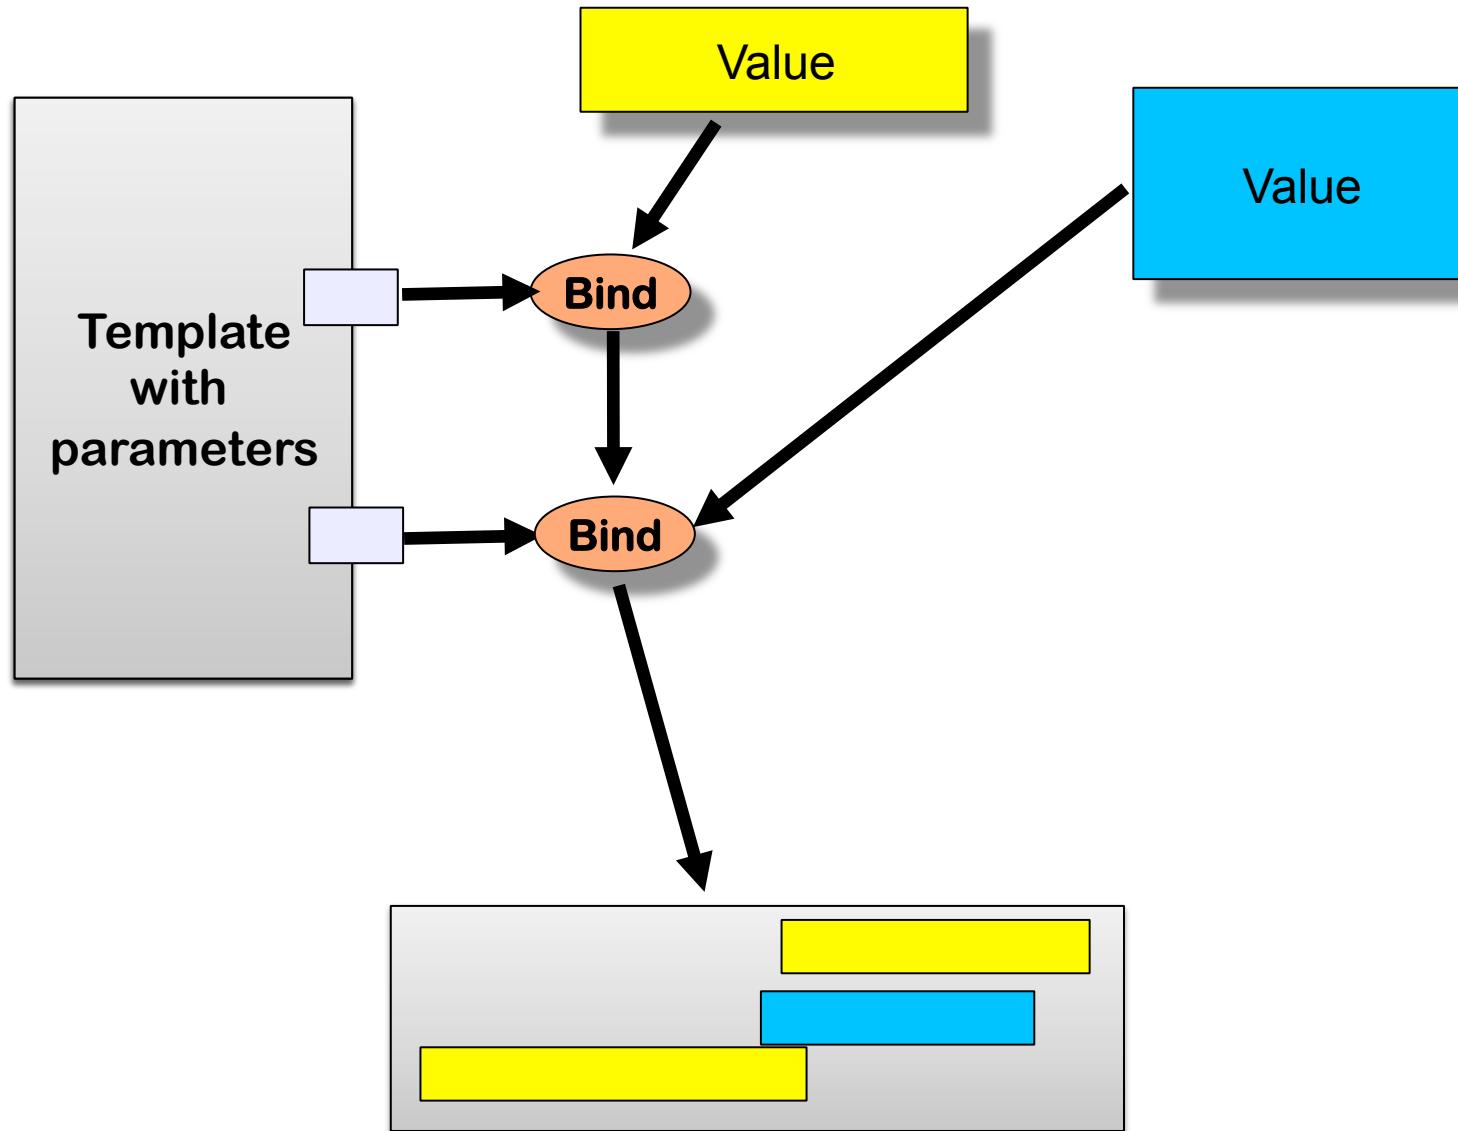 Value
Value
Bind
Template
with
parameters
Bind